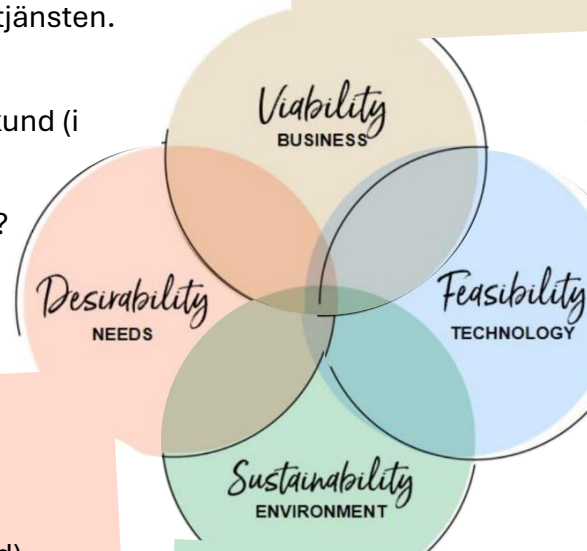 tjänsten.
Viability
BUSINESS
kund (i
?
Desirability
NEEDS
Feasibility
TECHNOLOGY
Sustainability
ENVIRONMENT